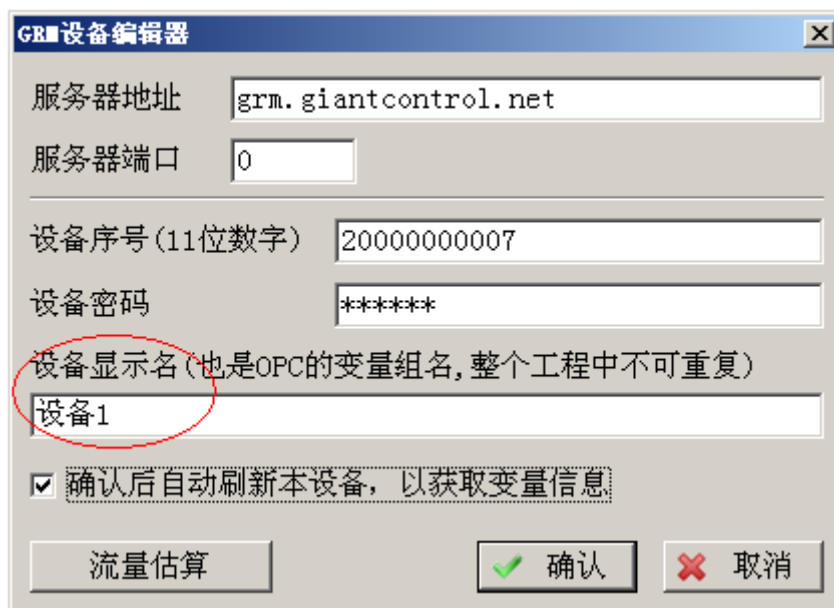 GRM设备编辑器
服务器地址 grm.giantcontrol.net
服务器端口 0
设备序号(11位数字) 20000000007
设备密码 ******
设备显示名(也是OPC的变量组名,整个工程中不可重复)
设备1
确认后自动刷新本设备，以获取变量信息
流量估算 确认 取消